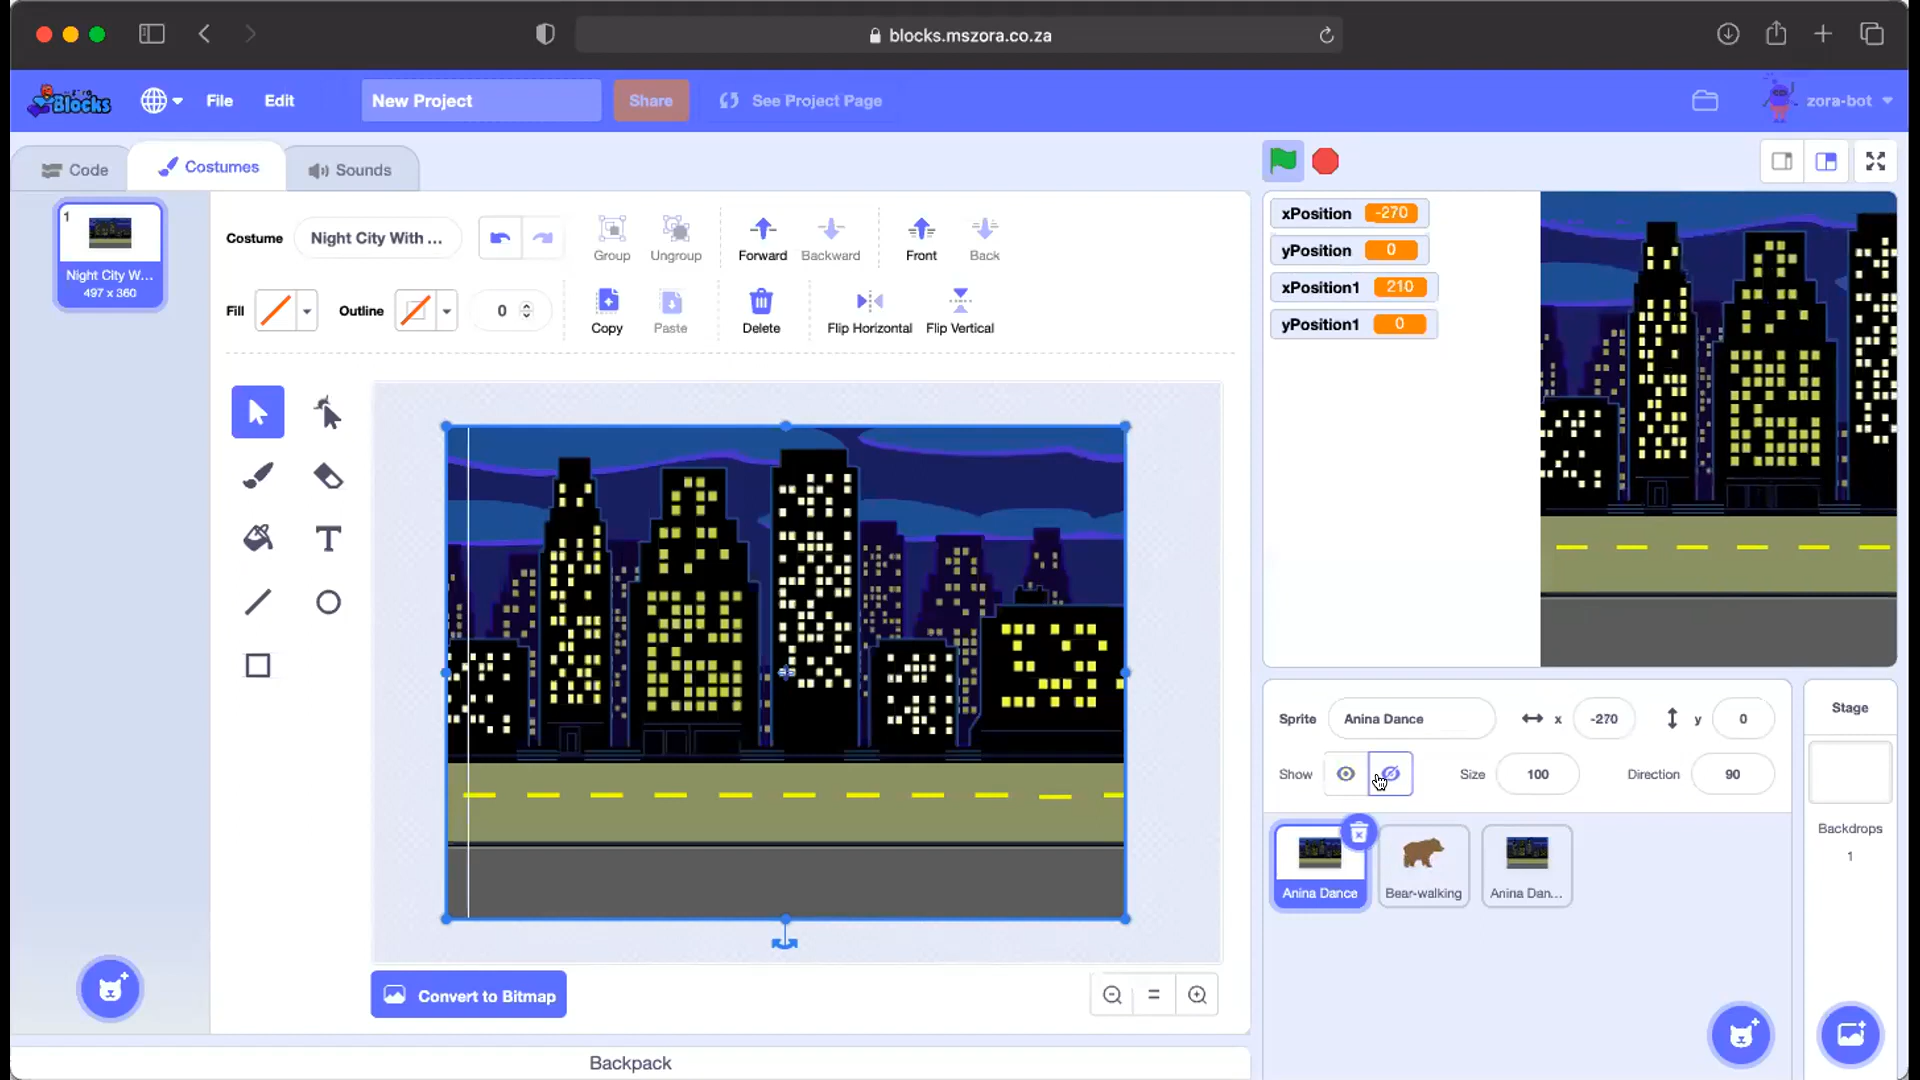 blocks.mszora.co.za
Blocks
File
Edit
New Project
Share
See Project Page
zora-bot
Code
Costumes
Sounds
1
Night City W...
497 x 360
Costume
Night City With ...
Group
Ungroup
Forward
Backward
Front
Back
Fill
Outline
0
Copy
Paste
Delete
Flip Horizontal
Flip Vertical
T
Convert to Bitmap
=
Backpack
xPosition -270
yPosition 0
xPosition1 210
yPosition1 0
Sprite
Anina Dance
x
-270
y
0
Show
Size
100
Direction
90
Anina Dance
Bear-walking
Anina Dan...
Stage
Backdrops
1